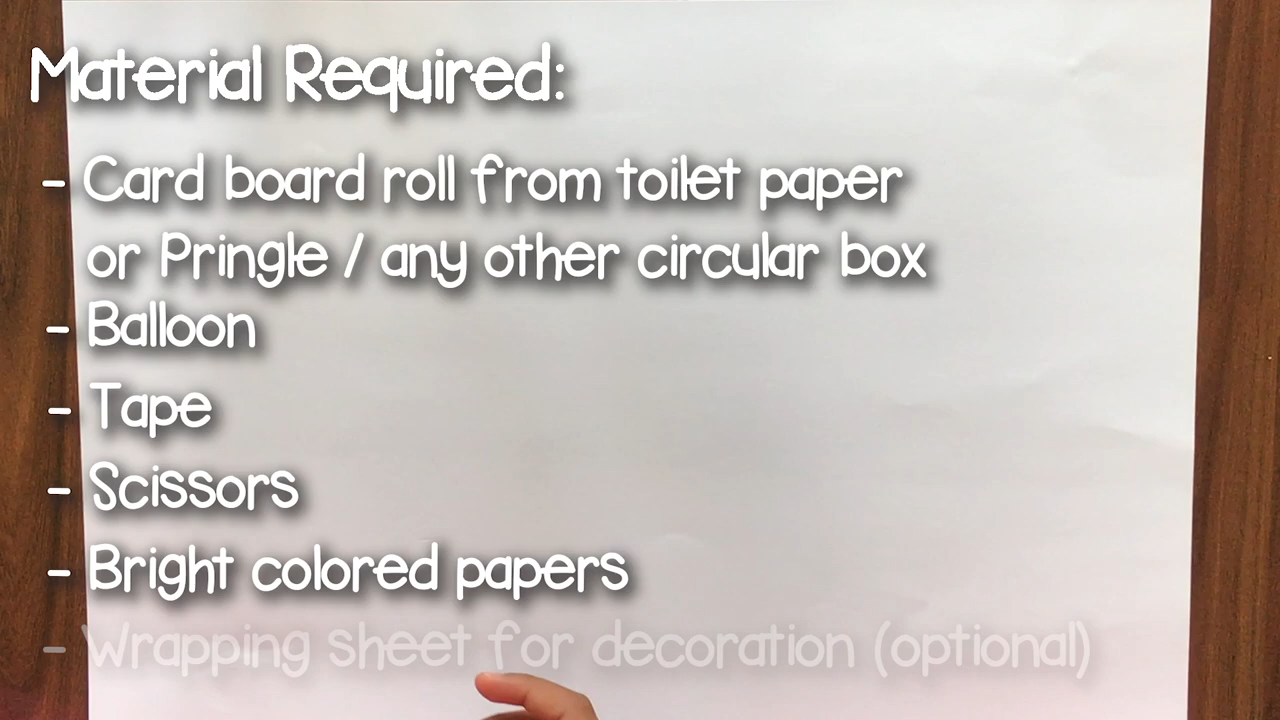 Material Required:
- Card board roll from toilet paper
or Pringle / any other circular box
- Balloon
- Tape
- Scissors
- Bright colored papers
- Wrapping sheet for decoration (optional)